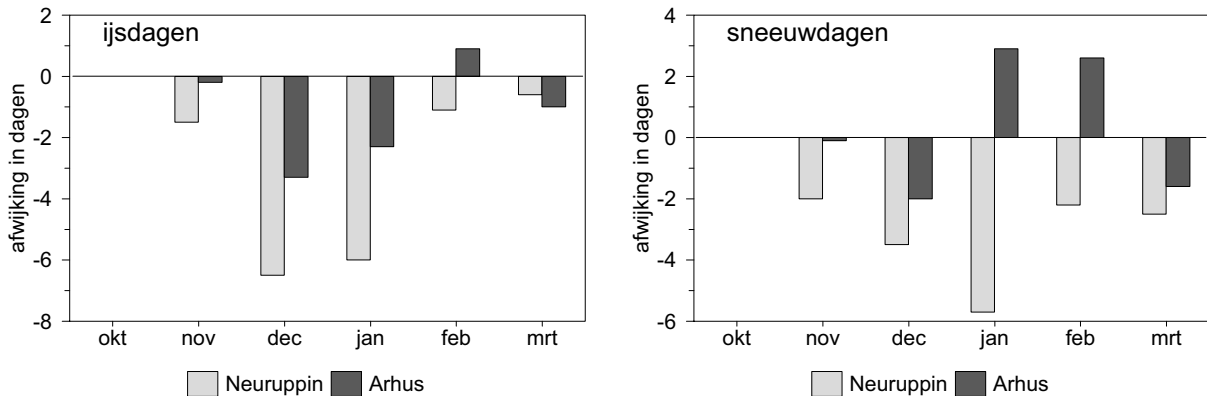 ijsdagen
afwijking in dagen
2
0
-2
-4
-6
-8
okt nov dec jan feb mrt
Neuruppin Arhus
sneeuwdagen
afwijking in dagen
4
2
0
-2
-4
-6
okt nov dec jan feb mrt
Neuruppin Arhus